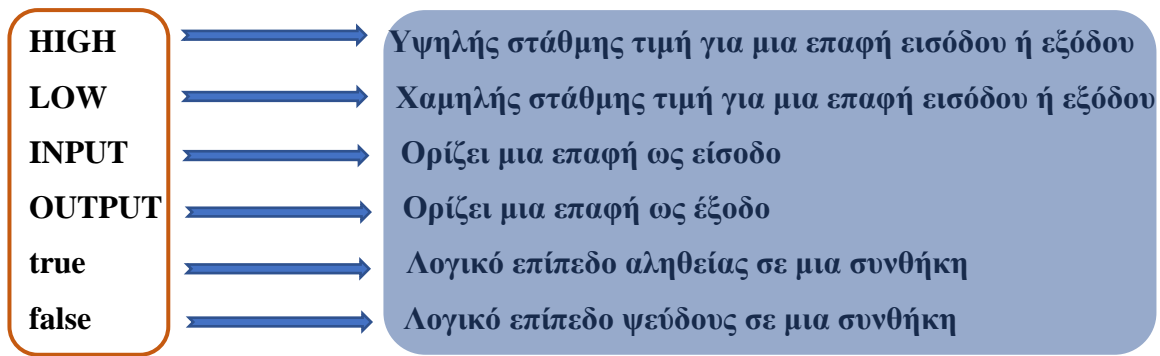 HIGH Υψηλής στάθμης τιμή για μια επαφή εισόδου ή εξόδου
LOW Χαμηλής στάθμης τιμή για μια επαφή εισόδου ή εξόδου
INPUT Ορίζει μια επαφή ως είσοδο
OUTPUT Ορίζει μια επαφή ως έξοδο
true Λογικό επίπεδο αληθείας σε μια συνθήκη
false Λογικό επίπεδο ψεύδους σε μια συνθήκη